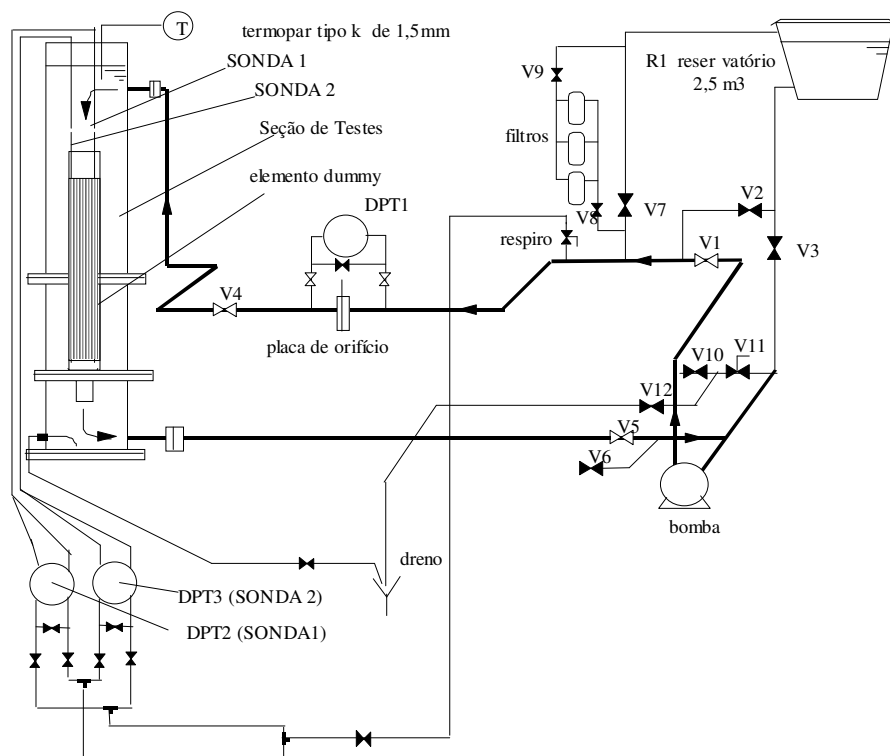 T
termopar tipo k de 1,5mm
SONDA 1
SONDA 2
Seção de Testes
elemento dummy
DPT1
V9
filtros
V8
V7
respiro
R1 reser vatório
2,5 m3
V2
V1
V3
V4
placa de orifício
V10
V11
V12
V5
V6
bomba
dreno
DPT3 (SONDA 2)
DPT2 (SONDA1)